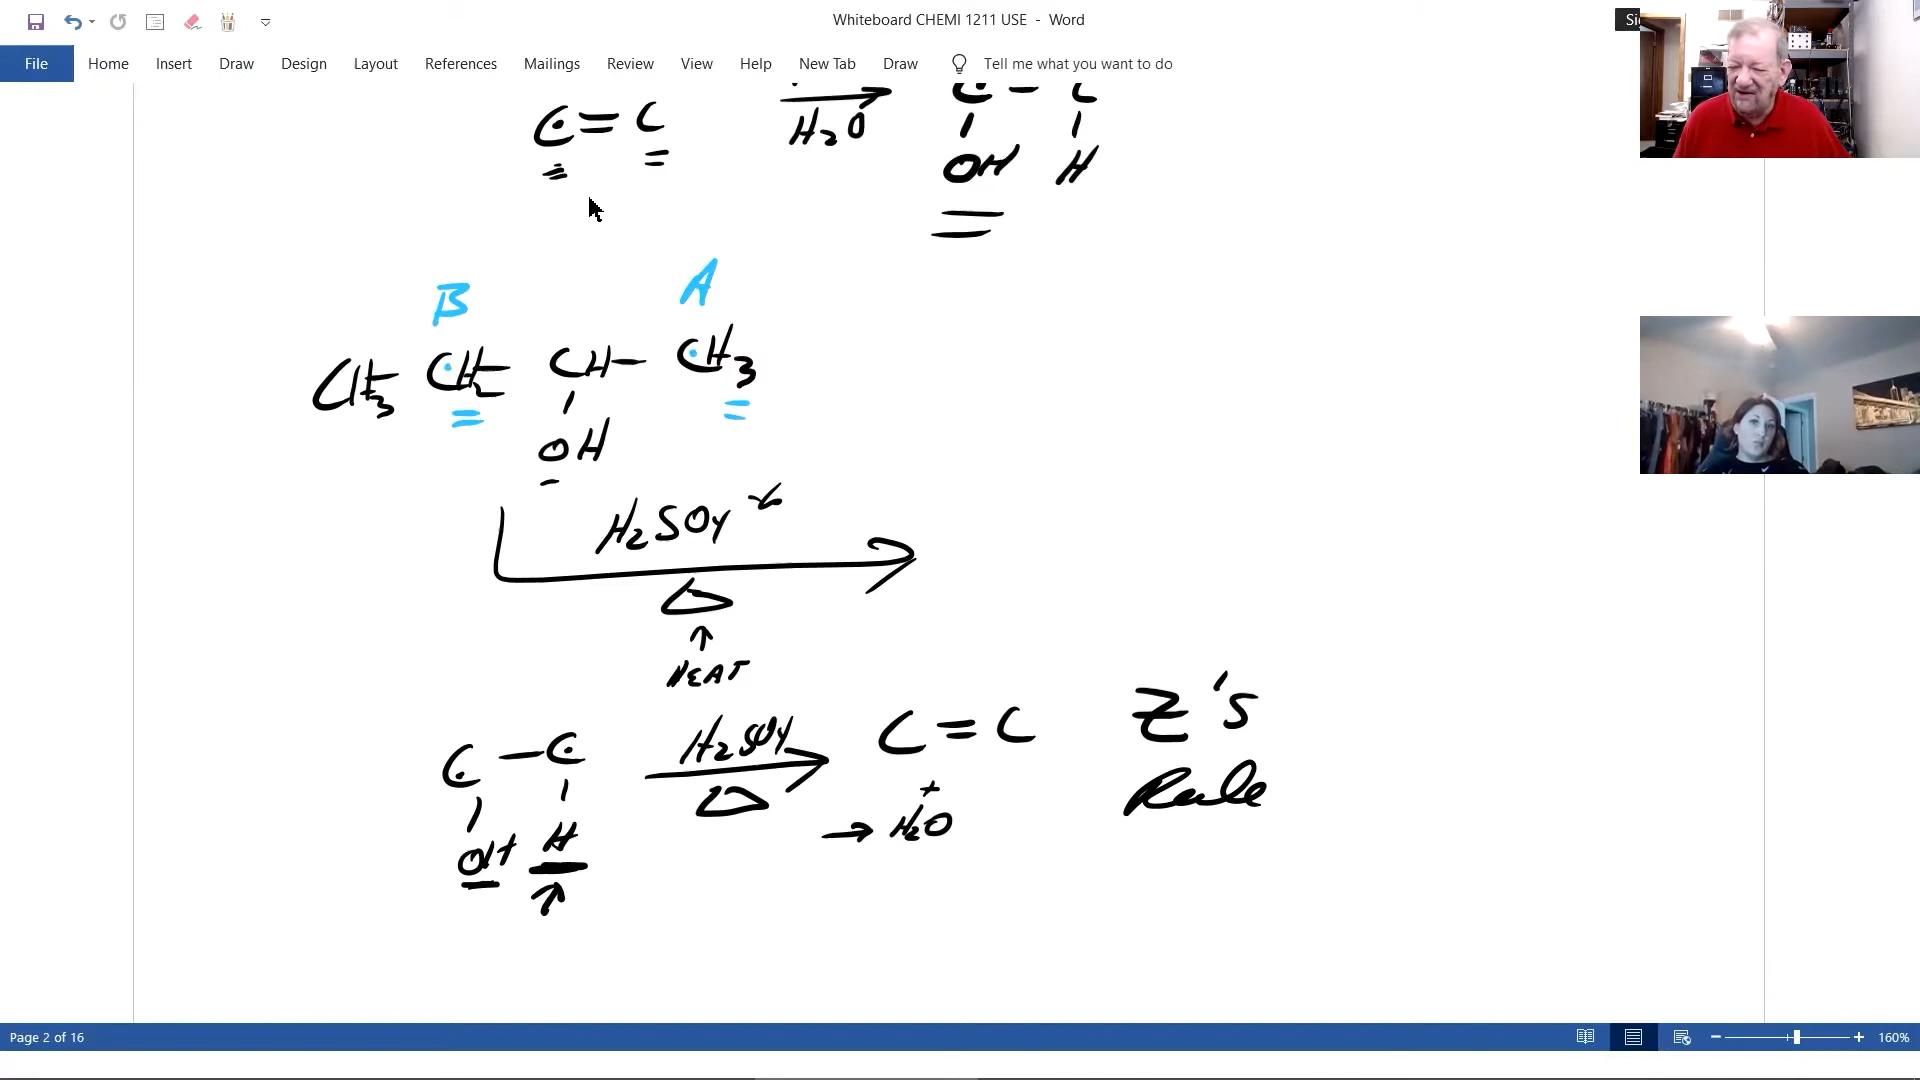 Whiteboard CHEMI 1211 USE - Word
File Home Insert Draw Design Layout References Mailings Review View Help New Tab Draw Tell me what you want to do
C = C H2O C - C
OH H
B A
CH3 CH2 - CH - CH3
OH
H2SO4
Δ
↑
HEAT
C - C H2SO4 C = C Z's
Δ + Rule
→ H2O
OH H
↑
Page 2 of 16 160%